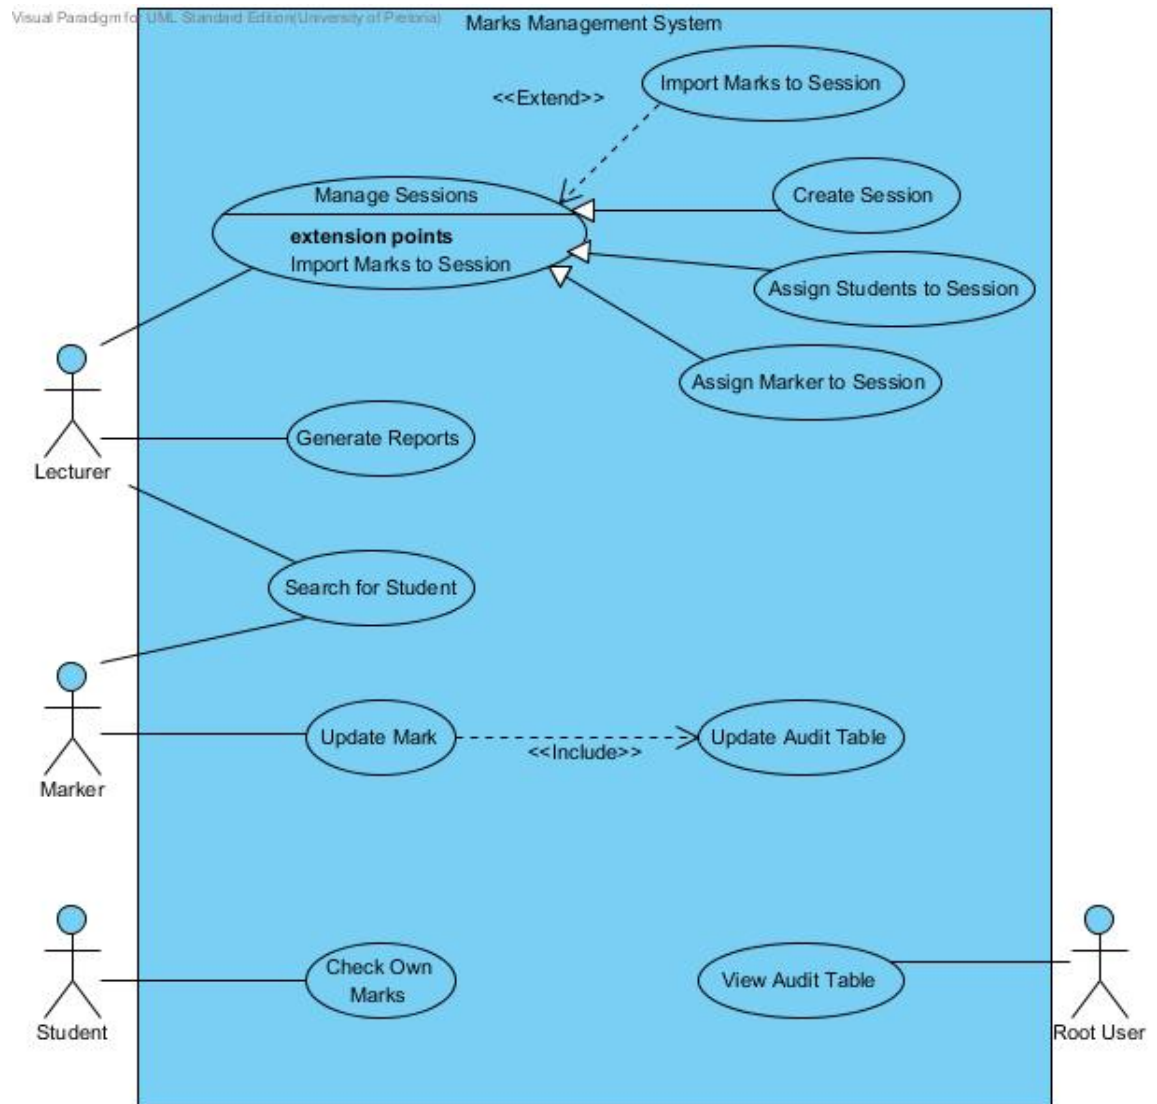 Visual Paradigm for UML Standard Edition(University of Pretoria)
Marks Management System
Import Marks to Session
<<Extend>>
Manage Sessions
Create Session
extension points
Import Marks to Session
Assign Students to Session
Assign Marker to Session
Generate Reports
Lecturer
Search for Student
Update Mark
<<Include>>
Update Audit Table
Marker
Check Own
Marks
View Audit Table
Student
Root User